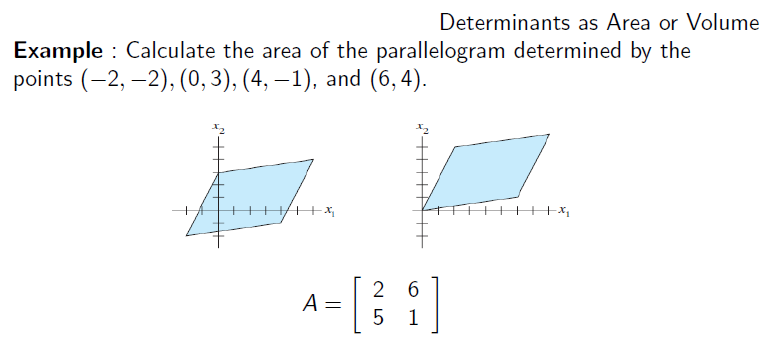 Determinants as Area or Volume
Example : Calculate the area of the parallelogram determined by the
points (−2, −2), (0, 3), (4, −1), and (6, 4).
x₂ x₂
x₁ x₁
A = [ 2 6
5 1 ]